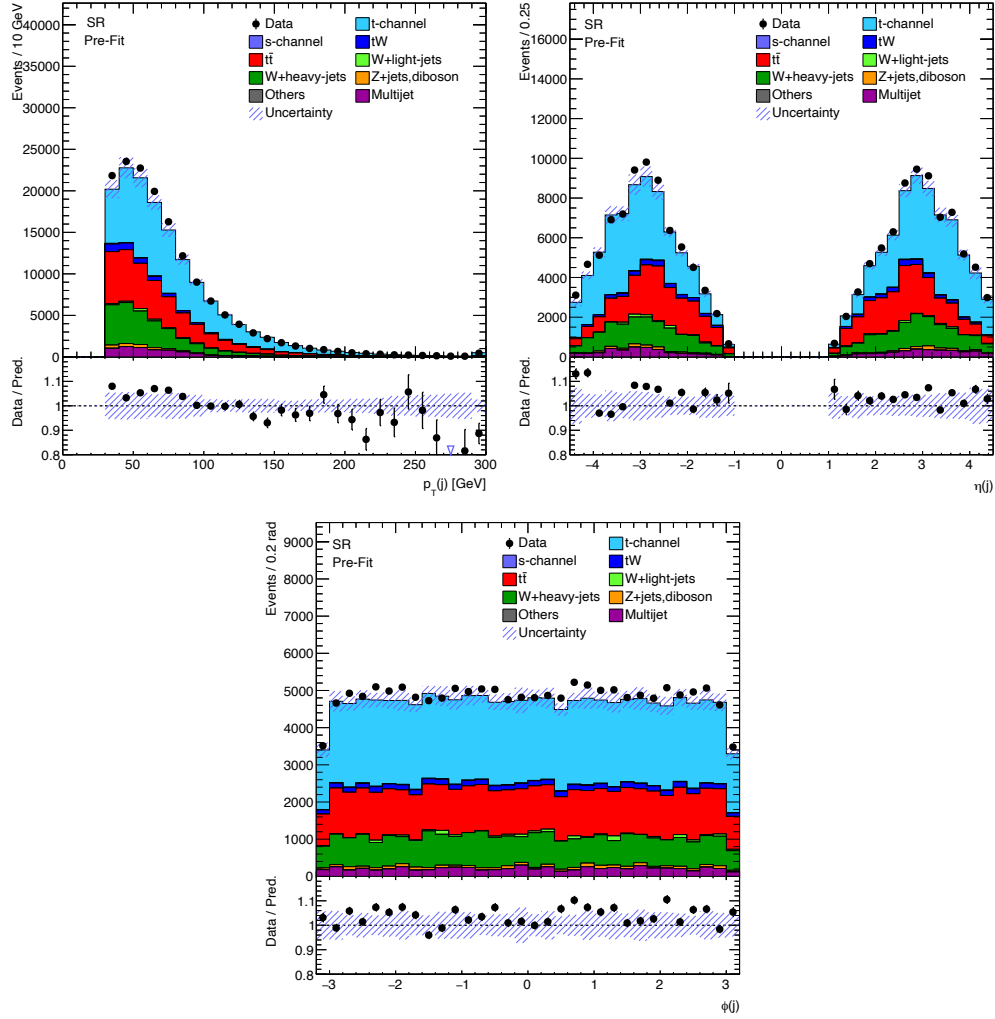 Events / 10 GeV
40000
35000
30000
25000
20000
15000
10000
5000
0
SR
Pre-Fit
Data
t-channel
s-channel
tW
tt̄
W+light-jets
W+heavy-jets
Z+jets,diboson
Others
Multijet
Uncertainty
Data / Pred.
1.1
1
0.9
0.8
0 50 100 150 200 250 300
p_T(j) [GeV]
Events / 0.25
16000
14000
12000
10000
8000
6000
4000
2000
0
SR
Pre-Fit
Data
t-channel
s-channel
tW
tt̄
W+light-jets
W+heavy-jets
Z+jets,diboson
Others
Multijet
Uncertainty
Data / Pred.
1.1
1
0.9
0.8
−4 −3 −2 −1 0 1 2 3 4
η(j)
Events / 0.2 rad
9000
8000
7000
6000
5000
4000
3000
2000
1000
0
SR
Pre-Fit
Data
t-channel
s-channel
tW
tt̄
W+light-jets
W+heavy-jets
Z+jets,diboson
Others
Multijet
Uncertainty
Data / Pred.
1.1
1
0.9
0.8
−3 −2 −1 0 1 2 3
ϕ(j)